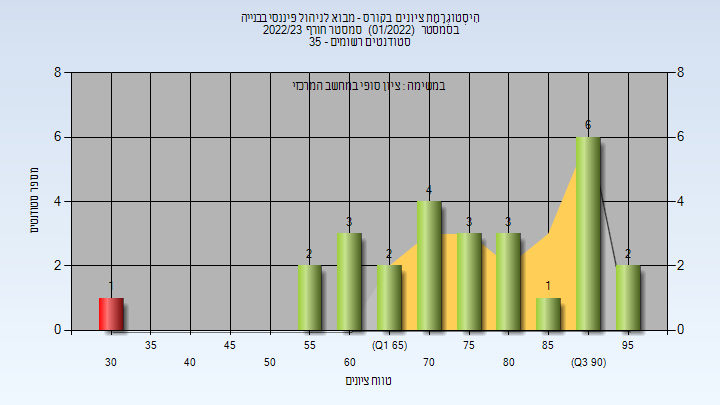 היסטוגרמת ציונים בקורס - מבוא לניהול פיננסי בבנייה
בסמסטר (01/2022) סמסטר חורף 2022/23
סטודנטים רשומים - 35
במשימה : ציון סופי במחשב המרכזי
8 8
6 6
4 4
2 2
0 0
1 2 3 2 4 3 3 1 6 2
מספר סטודנטים
35 45 55 (Q1 65) 75 85 95
30 40 50 60 70 80 (Q3 90)
טווח ציונים